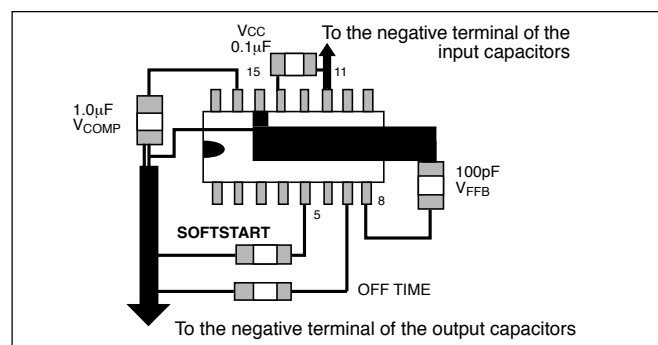 VCC
0.1µF
To the negative terminal of the
input capacitors
15
11
1.0µF
VCOMP
100pF
VFFB
5
8
SOFTSTART
OFF TIME
To the negative terminal of the output capacitors